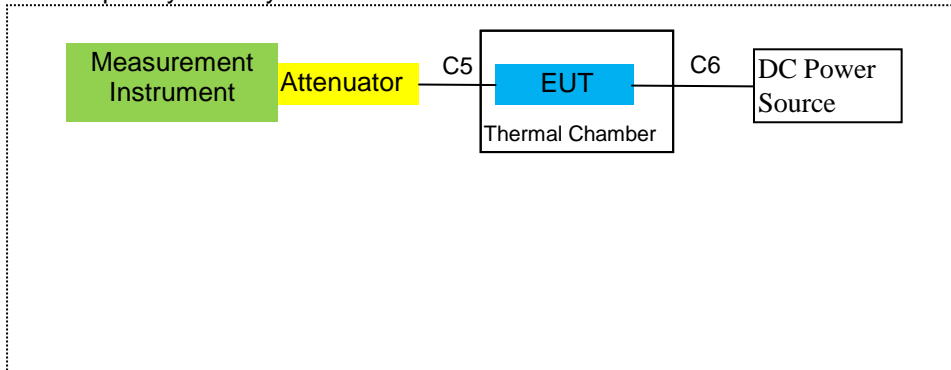 Measurement
Instrument
Attenuator
C5
EUT
Thermal Chamber
C6
DC Power
Source